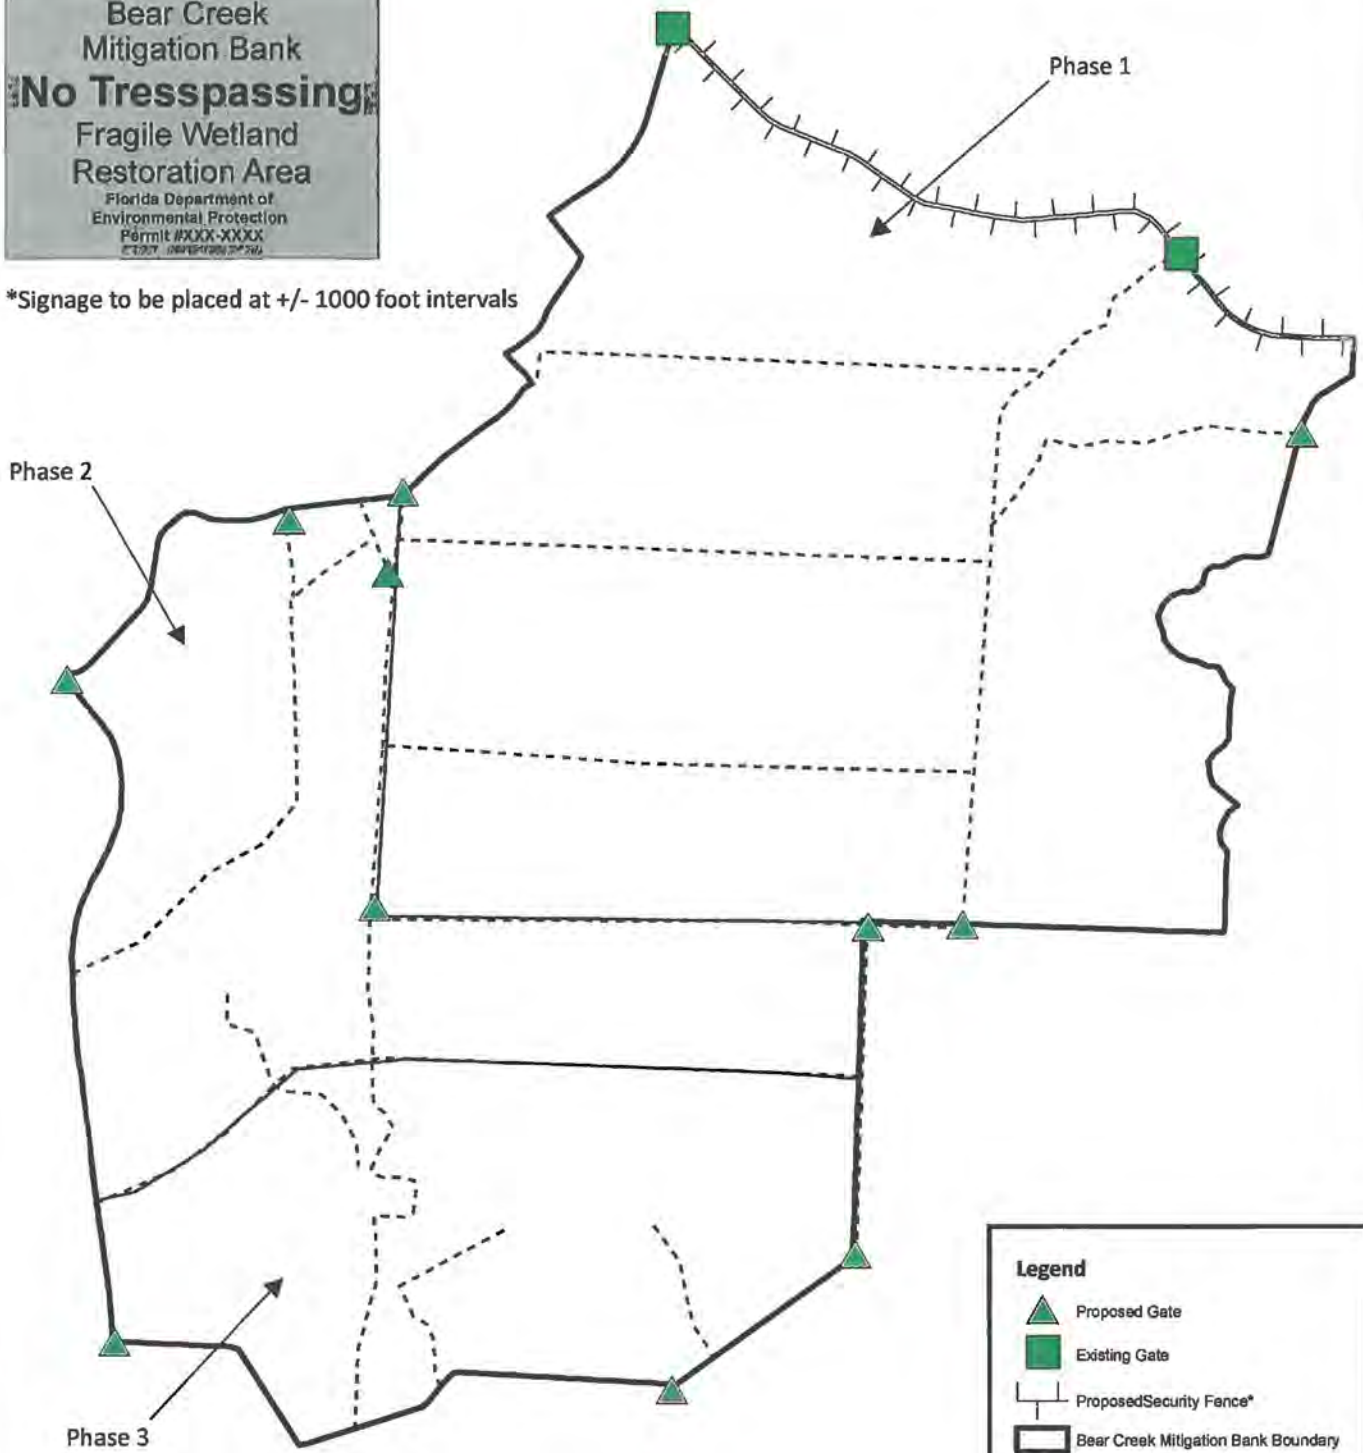 Bear Creek
Mitigation Bank
No Tresspassing
Fragile Wetland
Restoration Area
Florida Department of
Environmental Protection
Permit #XXX-XXXX
*Signage to be placed at +/- 1000 foot intervals
Phase 1
Phase 2
Phase 3
Legend
Proposed Gate
Existing Gate
ProposedSecurity Fence*
Bear Creek Mitigation Bank Boundary